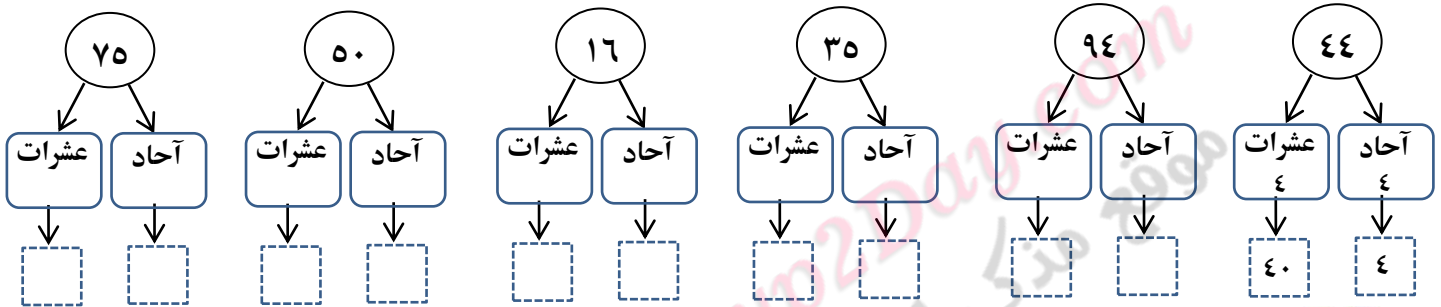 ٤٤ ٩٤ ٣٥ ١٦ ٥٠ ٧٥
آحاد عشرات آحاد عشرات آحاد عشرات آحاد عشرات آحاد عشرات آحاد عشرات
٤ ٤
٤ ٤٠
موقع